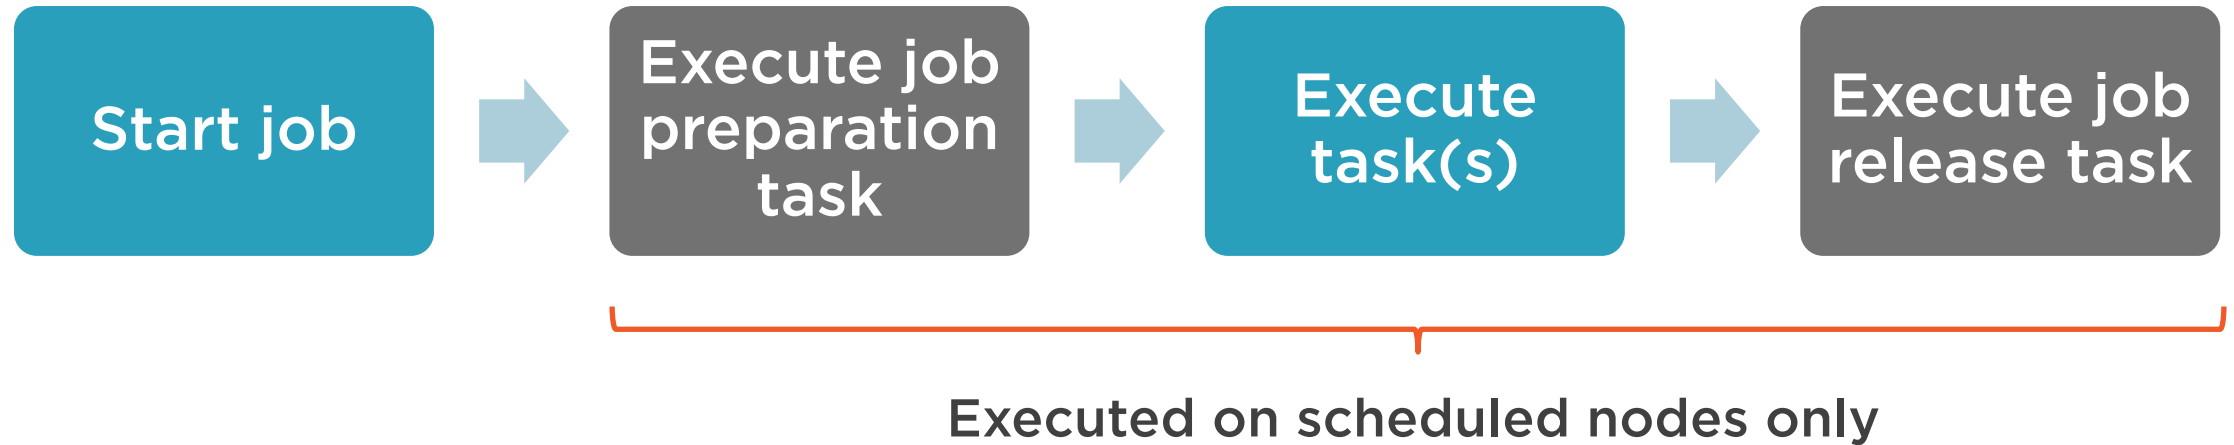 Start job
Execute job
preparation
task
Execute
task(s)
Execute job
release task
Executed on scheduled nodes only